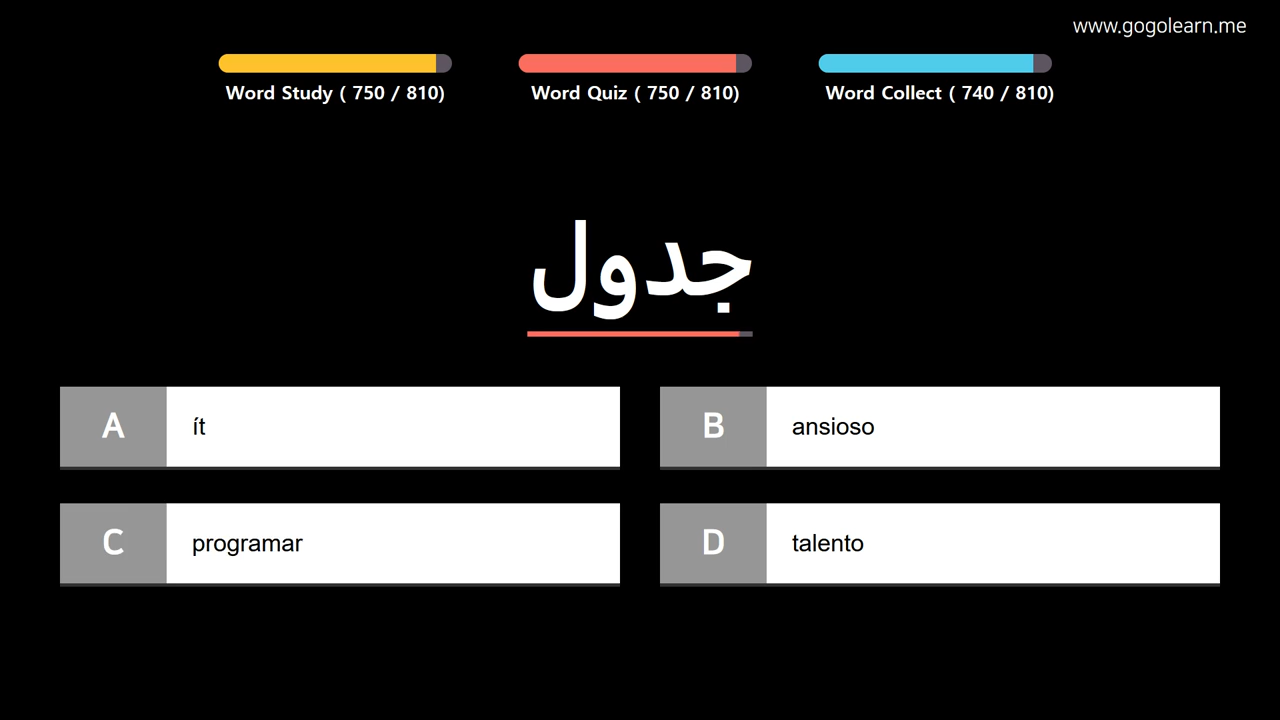 www.gogolearn.me
Word Study ( 750 / 810)
Word Quiz ( 750 / 810)
Word Collect ( 740 / 810)
جدول
A ít
B ansioso
C programar
D talento